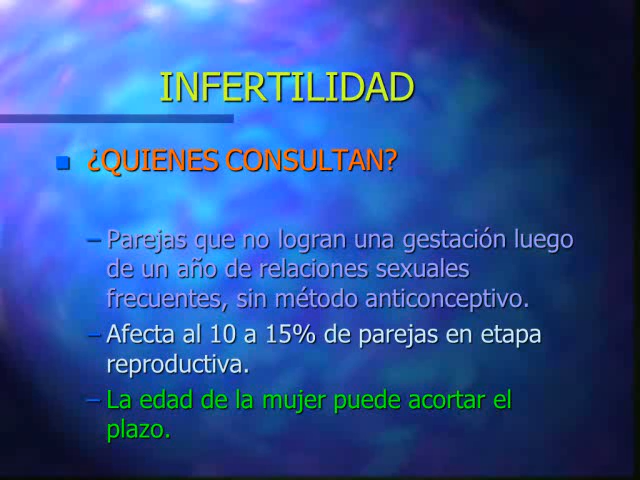 INFERTILIDAD
¿QUIENES CONSULTAN?
– Parejas que no logran una gestación luego
de un año de relaciones sexuales
frecuentes, sin método anticonceptivo.
– Afecta al 10 a 15% de parejas en etapa
reproductiva.
– La edad de la mujer puede acortar el
plazo.